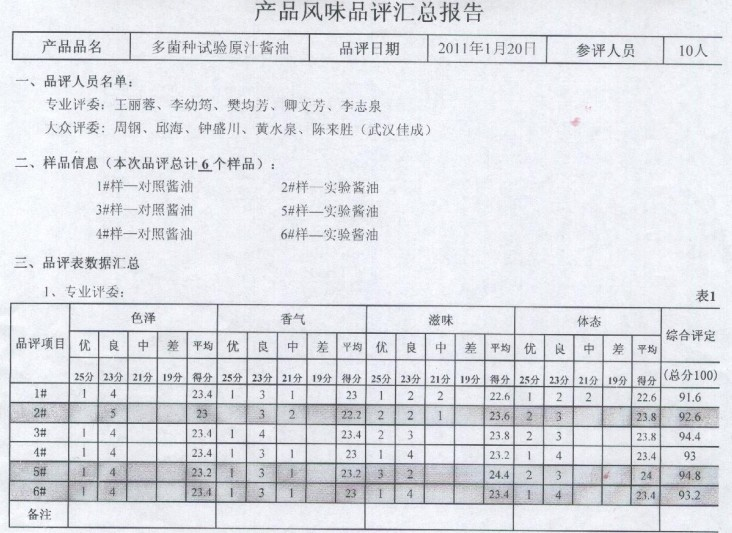 产品风味品评汇总报告
产品品名 多菌种试验原汁酱油 品评日期 2011年1月20日 参评人员 10人
一、品评人员名单：
专业评委：王丽蓉、李幼筠、樊均芳、卿文芳、李志泉
大众评委：周钢、邱海、钟盛川、黄水泉、陈来胜（武汉佳成）
二、样品信息（本次品评总计 6 个样品）：
1#样—对照酱油 2#样—实验酱油
3#样—对照酱油 5#样—实验酱油
4#样—对照酱油 6#样—实验酱油
三、品评表数据汇总
1、专业评委： 表1
品评项目 色泽 香气 滋味 体态 综合评定
优 良 中 差 平均 优 良 中 差 平均 优 良 中 差 平均 优 良 中 差 平均
25分 23分 21分 19分 得分 25分 23分 21分 19分 得分 25分 23分 21分 19分 得分 25分 23分 21分 19分 得分 (总分100)
1# 1 4 23.4 1 3 1 23 1 2 2 22.6 1 2 2 22.6 91.6
2# 5 23 3 2 22.2 2 2 1 23.6 2 3 23.8 92.6
3# 1 4 23.4 1 4 23.4 2 3 23.8 2 3 23.8 94.4
4# 1 4 23.4 1 3 1 23 1 4 23.2 1 4 23.4 93
5# 1 4 23.2 1 3 1 23.2 3 2 24.4 2 3 24 94.8
6# 1 4 23.4 1 3 1 23 1 4 23.4 1 4 23.4 93.2
备注